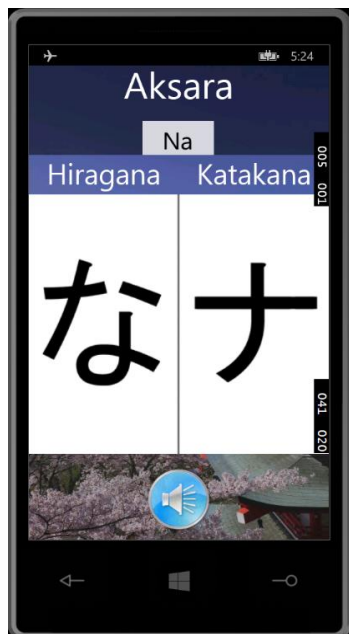 5:24
Aksara
Na
Hiragana Katakana
005 001
な ナ
041 020